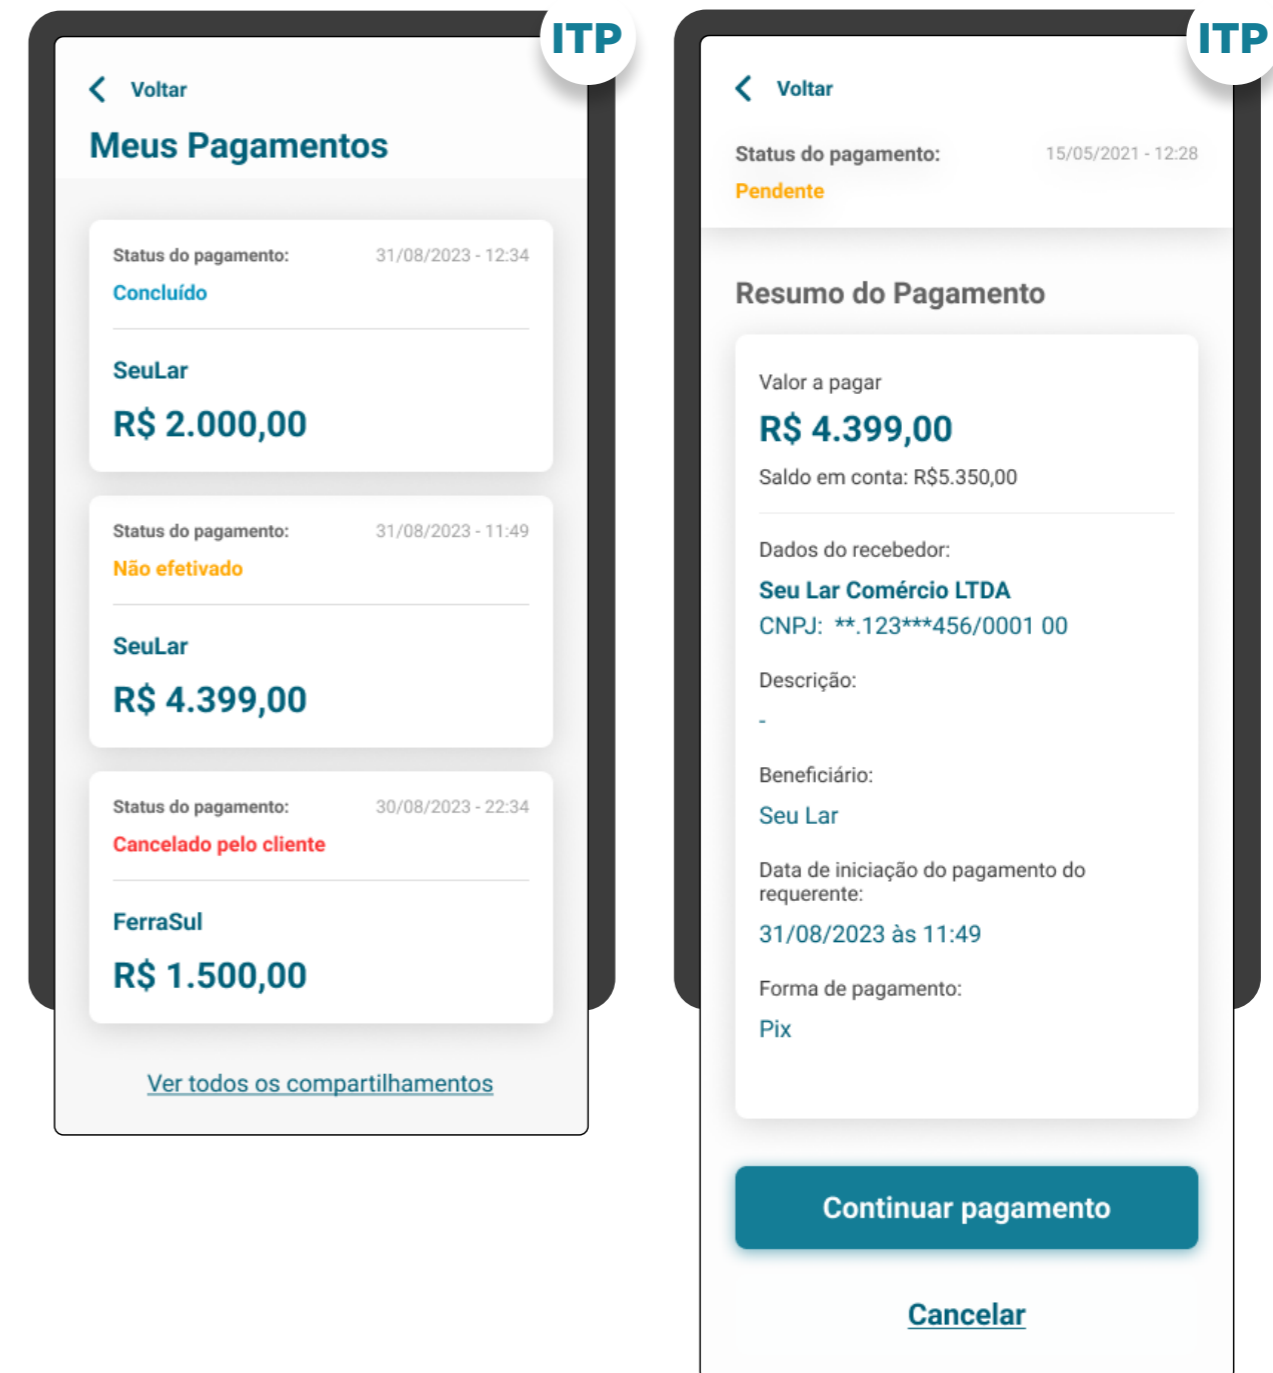 ITP
Voltar
Meus Pagamentos
Status do pagamento: 31/08/2023 - 12:34
Concluído
SeuLar
R$ 2.000,00
Status do pagamento: 31/08/2023 - 11:49
Não efetivado
SeuLar
R$ 4.399,00
Status do pagamento: 30/08/2023 - 22:34
Cancelado pelo cliente
FerraSul
R$ 1.500,00
Ver todos os compartilhamentos
ITP
Voltar
Status do pagamento: 15/05/2021 - 12:28
Pendente
Resumo do Pagamento
Valor a pagar
R$ 4.399,00
Saldo em conta: R$5.350,00
Dados do recebedor:
Seu Lar Comércio LTDA
CNPJ: **.123***456/0001 00
Descrição:
-
Beneficiário:
Seu Lar
Data de iniciação do pagamento do
requerente:
31/08/2023 às 11:49
Forma de pagamento:
Pix
Continuar pagamento
Cancelar